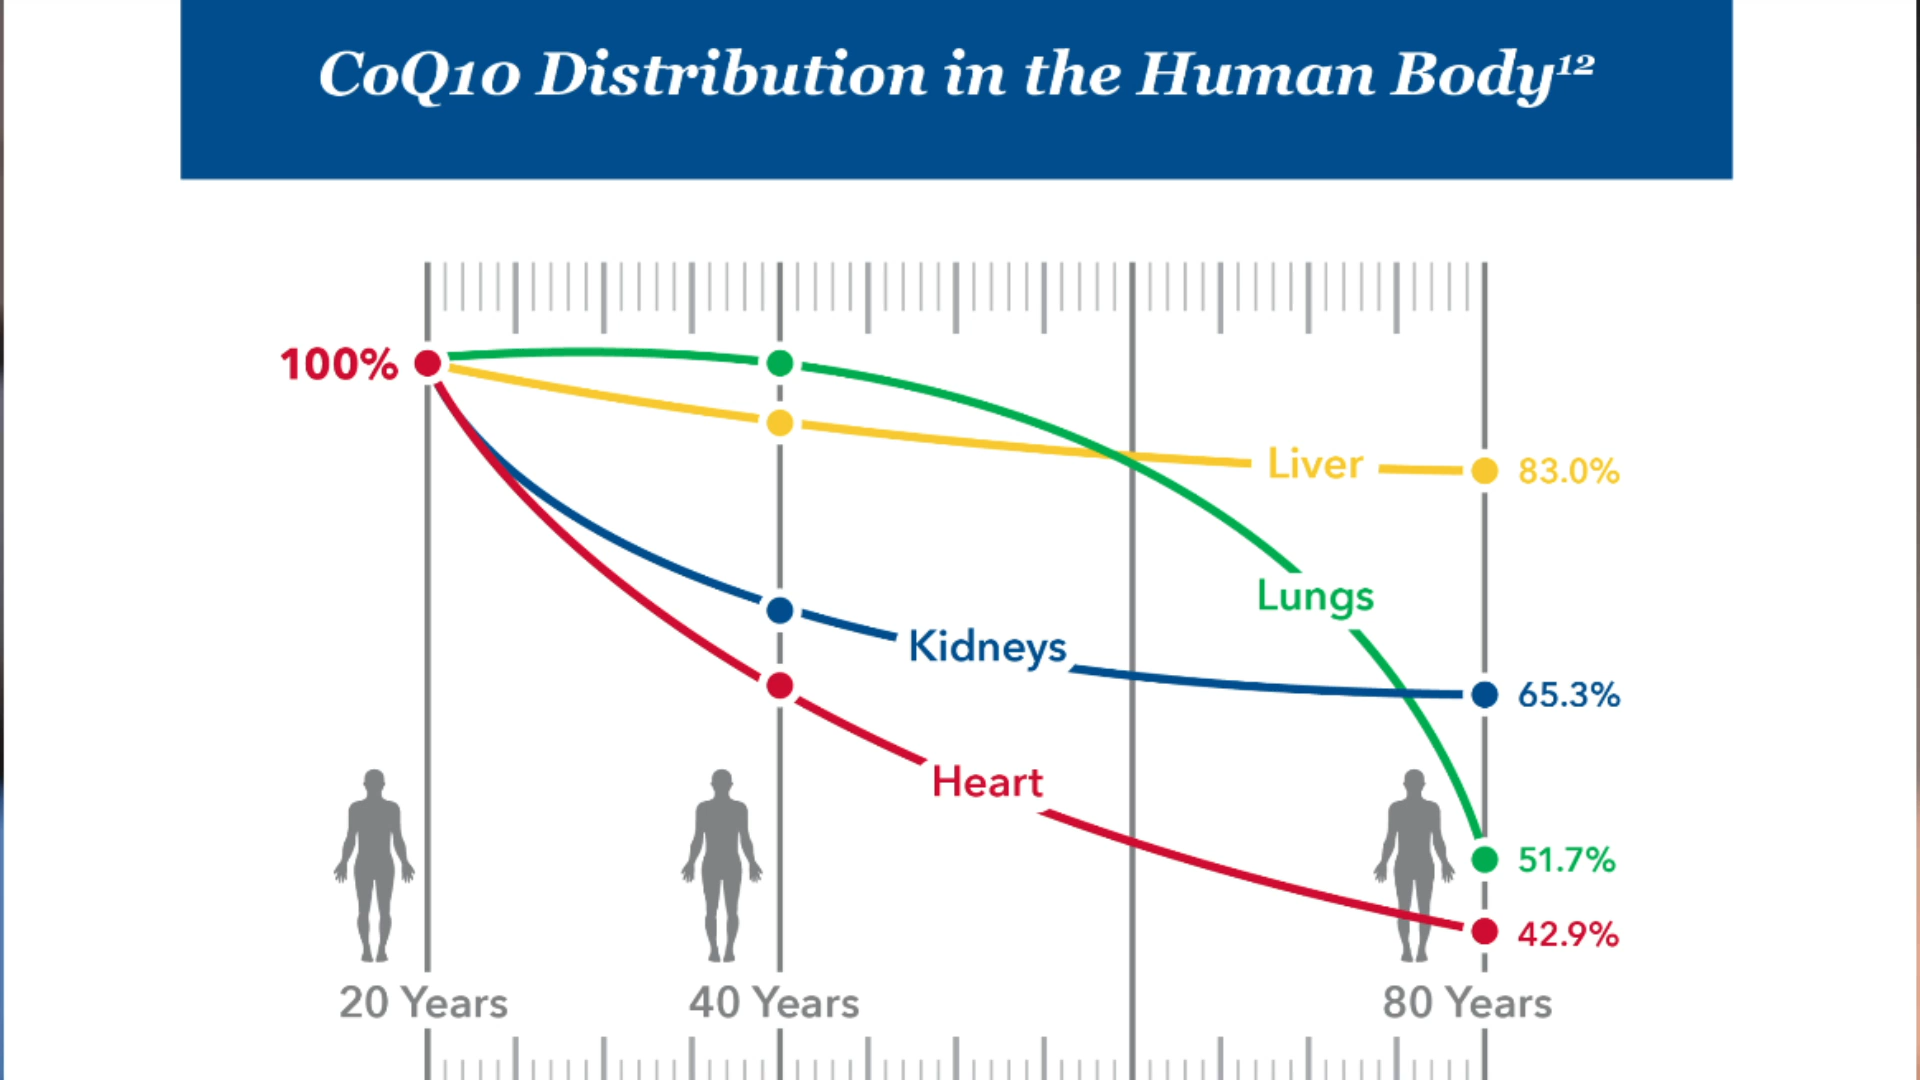 CoQ10 Distribution in the Human Body¹²
100%
Liver
83.0%
Lungs
Kidneys
65.3%
Heart
51.7%
42.9%
20 Years
40 Years
80 Years